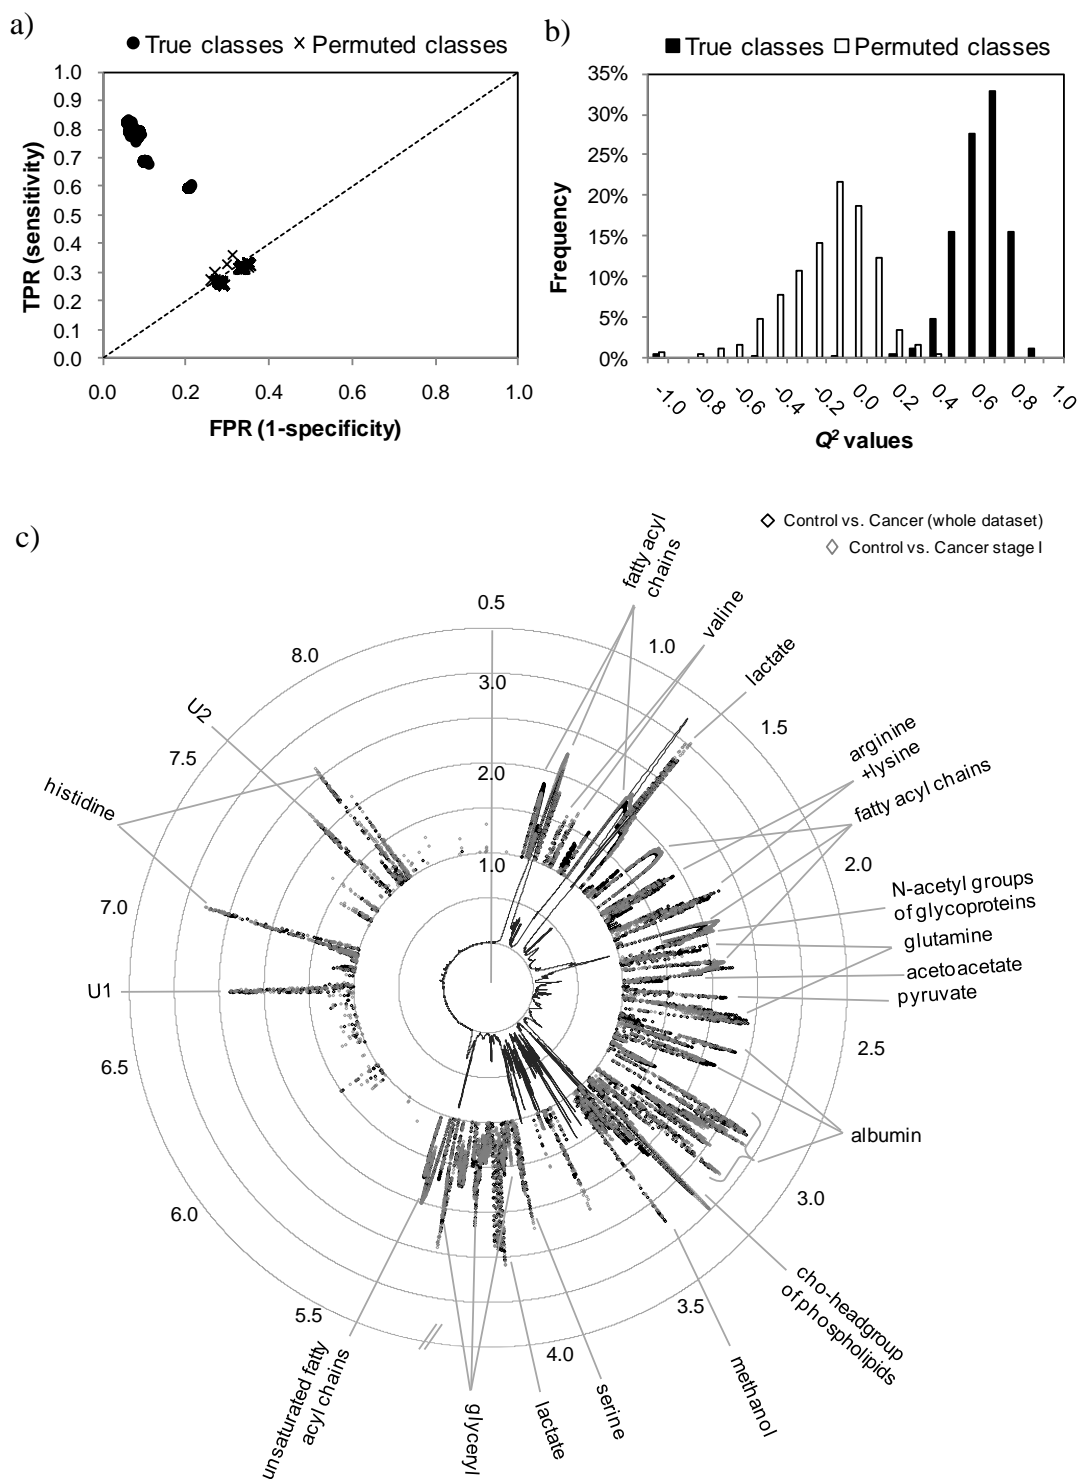 a)
● True classes × Permuted classes
1.0
0.9
0.8
0.7
0.6
0.5
0.4
0.3
0.2
0.1
0.0
TPR (sensitivity)
0.0 0.2 0.4 0.6 0.8 1.0
FPR (1-specificity)
b)
■ True classes □ Permuted classes
35%
30%
25%
20%
15%
10%
5%
0%
Frequency
-1.0 -0.8 -0.6 -0.4 -0.2 0.0 0.2 0.4 0.6 0.8 1.0
Q² values
c)
◇ Control vs. Cancer (whole dataset)
◇ Control vs. Cancer stage I
0.5
1.0
1.5
2.0
2.5
3.0
3.5
4.0
5.5
6.0
6.5
7.0
7.5
8.0
3.0
2.0
1.0
fatty acyl
chains
valine
lactate
arginine
+lysine
fatty acyl chains
N-acetyl groups
of glycoproteins
glutamine
acetoacetate
pyruvate
albumin
cho-headgroup
of phospholipids
methanol
serine
lactate
glyceryl
unsaturated fatty
acyl chains
U1
histidine
U2